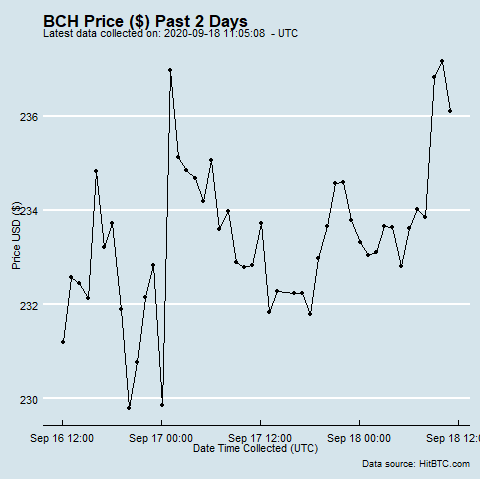 BCH Price ($) Past 2 Days
Latest data collected on: 2020-09-18 11:05:08 - UTC
236
234
232
230
Price USD ($)
Sep 16 12:00 Sep 17 00:00 Sep 17 12:00 Sep 18 00:00 Sep 18 12:
Date Time Collected (UTC)
Data source: HitBTC.com